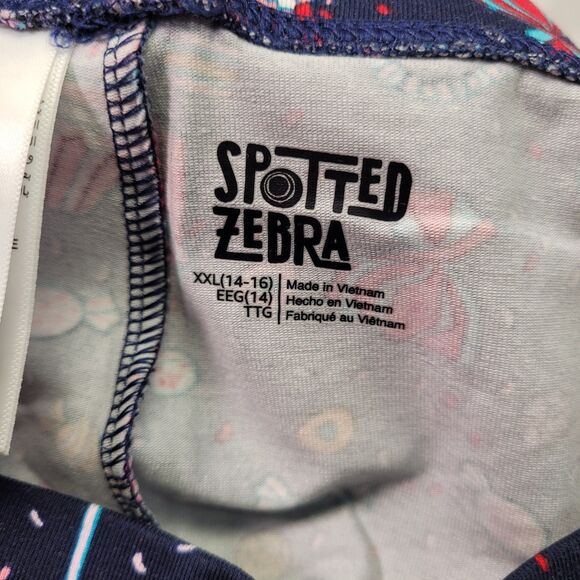 SPOTTED
ZEBRA
XXL(14-16) Made in Vietnam
EEG(14) Hecho en Vietnam
TTG Fabriqué au Viêtnam